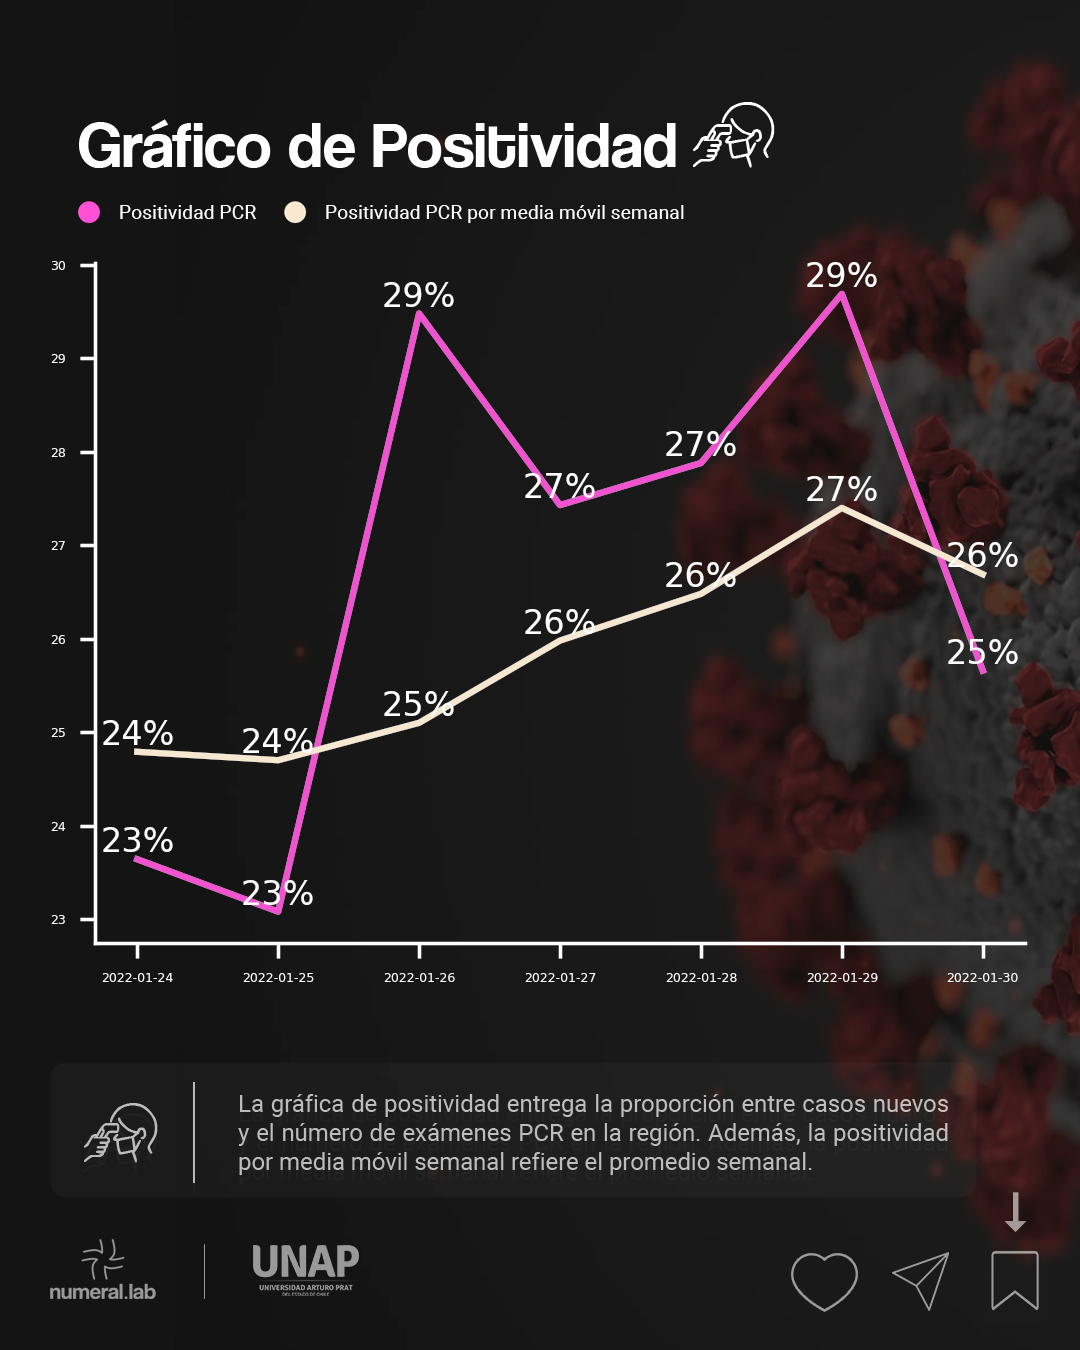 Gráfico de Positividad
Positividad PCR
Positividad PCR por media móvil semanal
30
29
28
27
26
25
24
23
29%
29%
27%
27%
27%
26%
26%
26%
25%
25%
24%
24%
23%
23%
2022-01-24
2022-01-25
2022-01-26
2022-01-27
2022-01-28
2022-01-29
2022-01-30
La gráfica de positividad entrega la proporción entre casos nuevos
y el número de exámenes PCR en la región. Además, la positividad
por media móvil semanal refiere el promedio semanal.
numeral.lab
UNAP
UNIVERSIDAD ARTURO PRAT
DEL ESTADO DE CHILE